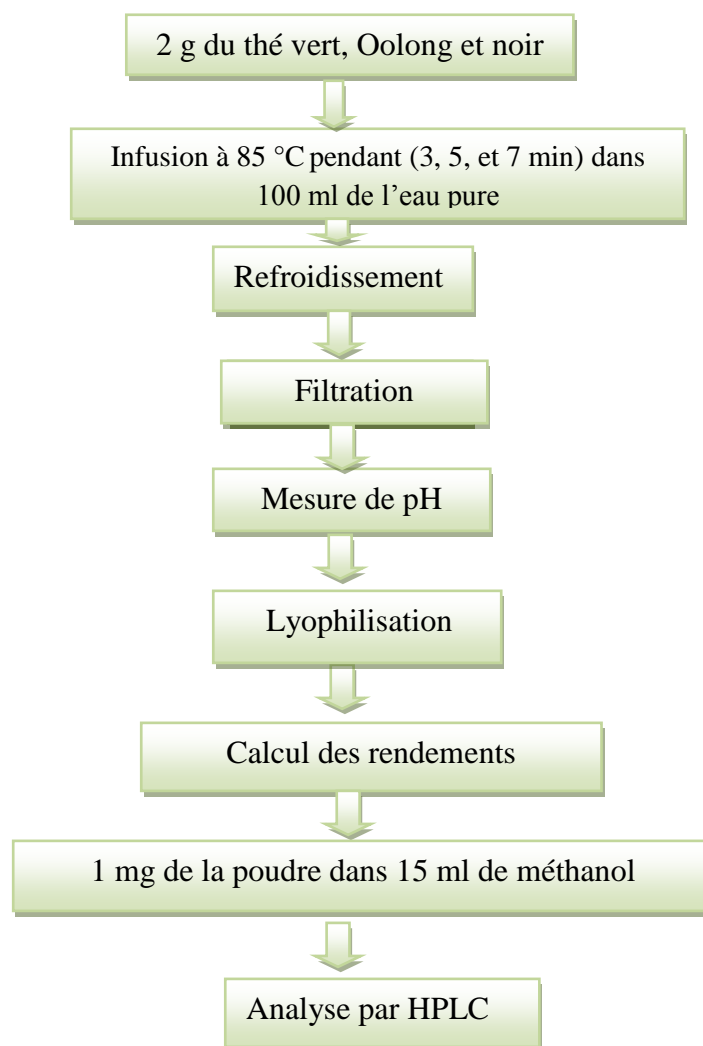 2 g du thé vert, Oolong et noir
Infusion à 85 °C pendant (3, 5, et 7 min) dans
100 ml de l’eau pure
Refroidissement
Filtration
Mesure de pH
Lyophilisation
Calcul des rendements
1 mg de la poudre dans 15 ml de méthanol
Analyse par HPLC